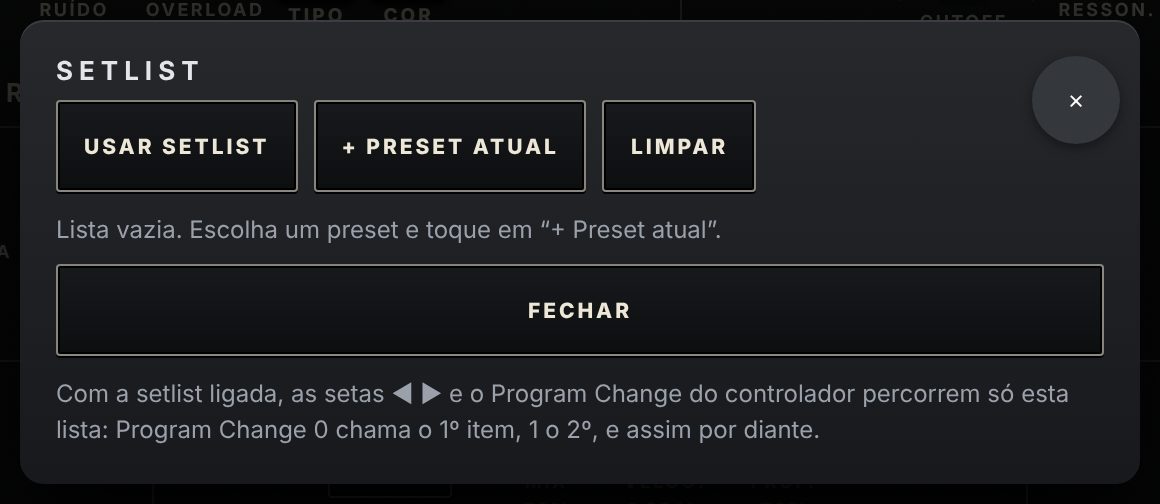 RUÍDO OVERLOAD TIPO COR CUTOFF RESSON.
SETLIST
×
USAR SETLIST + PRESET ATUAL LIMPAR
Lista vazia. Escolha um preset e toque em “+ Preset atual”.
FECHAR
Com a setlist ligada, as setas ◀ ▶ e o Program Change do controlador percorrem só esta
lista: Program Change 0 chama o 1º item, 1 o 2º, e assim por diante.